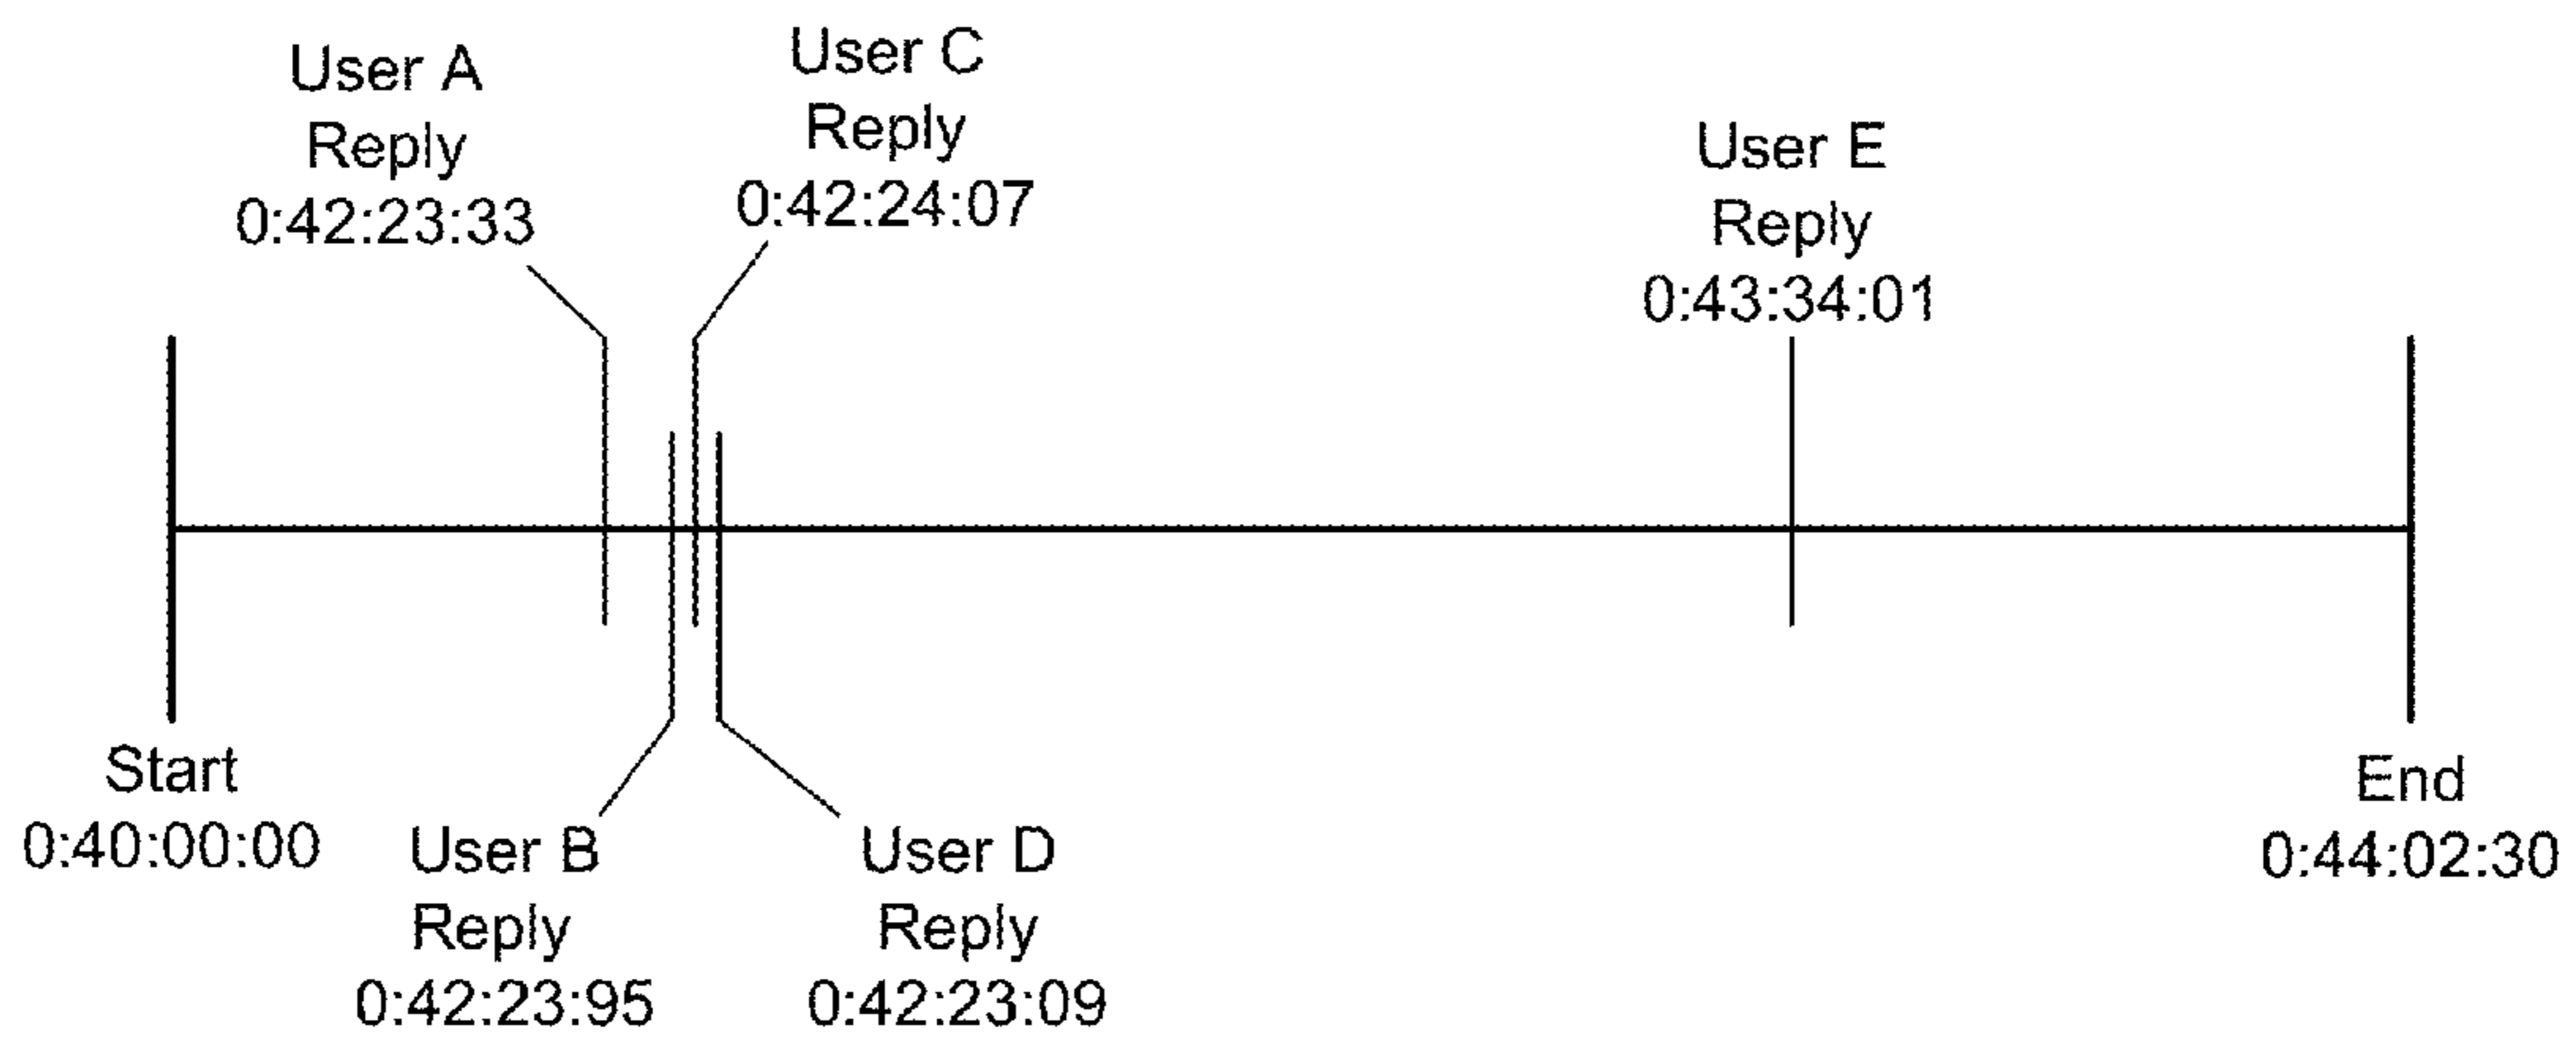 User A
Reply
0:42:23:33
User C
Reply
0:42:24:07
User E
Reply
0:43:34:01
Start
0:40:00:00
User B
Reply
0:42:23:95
User D
Reply
0:42:23:09
End
0:44:02:30